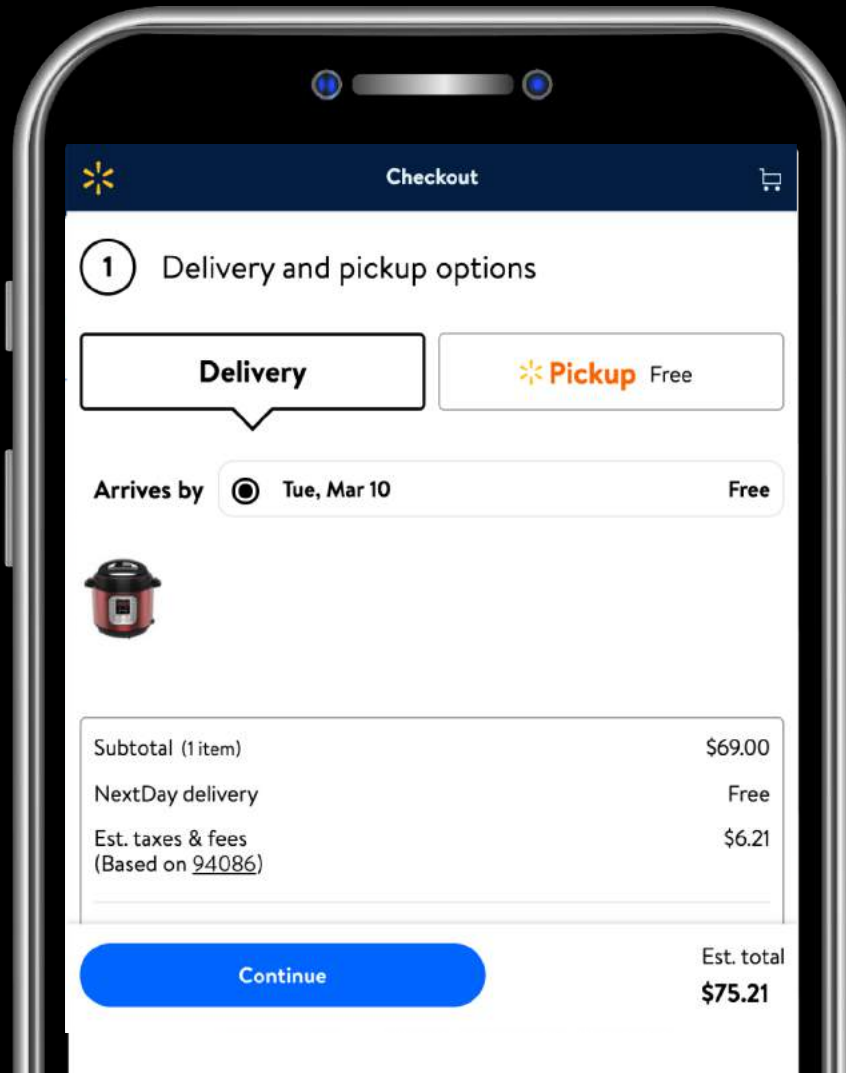 Checkout
1 Delivery and pickup options
Delivery
Pickup Free
Arrives by Tue, Mar 10 Free
Subtotal (1 item) $69.00
NextDay delivery Free
Est. taxes & fees $6.21
(Based on 94086)
Continue
Est. total
$75.21